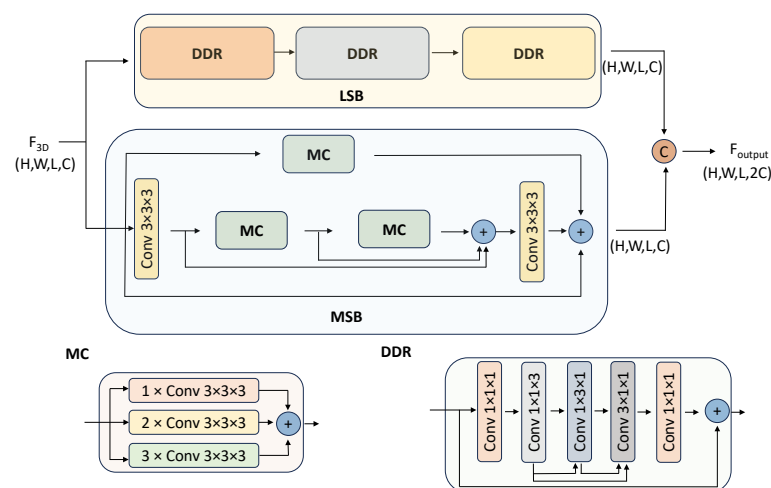 DDR
DDR
DDR
LSB
(H,W,L,C)
F3D
(H,W,L,C)
C
Foutput
(H,W,L,2C)
MC
Conv 3×3×3
MC
MC
+
Conv 3×3×3
+
(H,W,L,C)
MSB
MC
1 × Conv 3×3×3
2 × Conv 3×3×3
3 × Conv 3×3×3
+
DDR
Conv 1×1×1
Conv 1×1×3
Conv 1×3×1
Conv 3×1×1
Conv 1×1×1
+